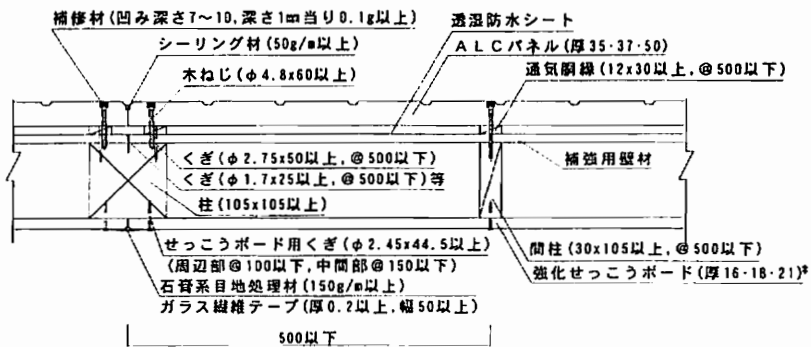 補修材(凹み深さ7～10,深さ1mm当り0.1g以上)
シーリング材(50g/m以上)
木ねじ(φ4.8x60以上)
透湿防水シート
ALCパネル(厚35・37・50)
通気胴縁(12x30以上,@500以下)
くぎ(φ2.75x50以上,@500以下)
くぎ(φ1.7x25以上,@500以下)等
柱(105x105以上)
補強用壁材
せっこうボード用くぎ(φ2.45x44.5以上)
(周辺部@100以下,中間部@150以下)
石膏系目地処理材(150g/m以上)
ガラス繊維テープ(厚0.2以上,幅50以上)
間柱(30x105以上,@500以下)
強化せっこうボード(厚16・18・21)*
500以下